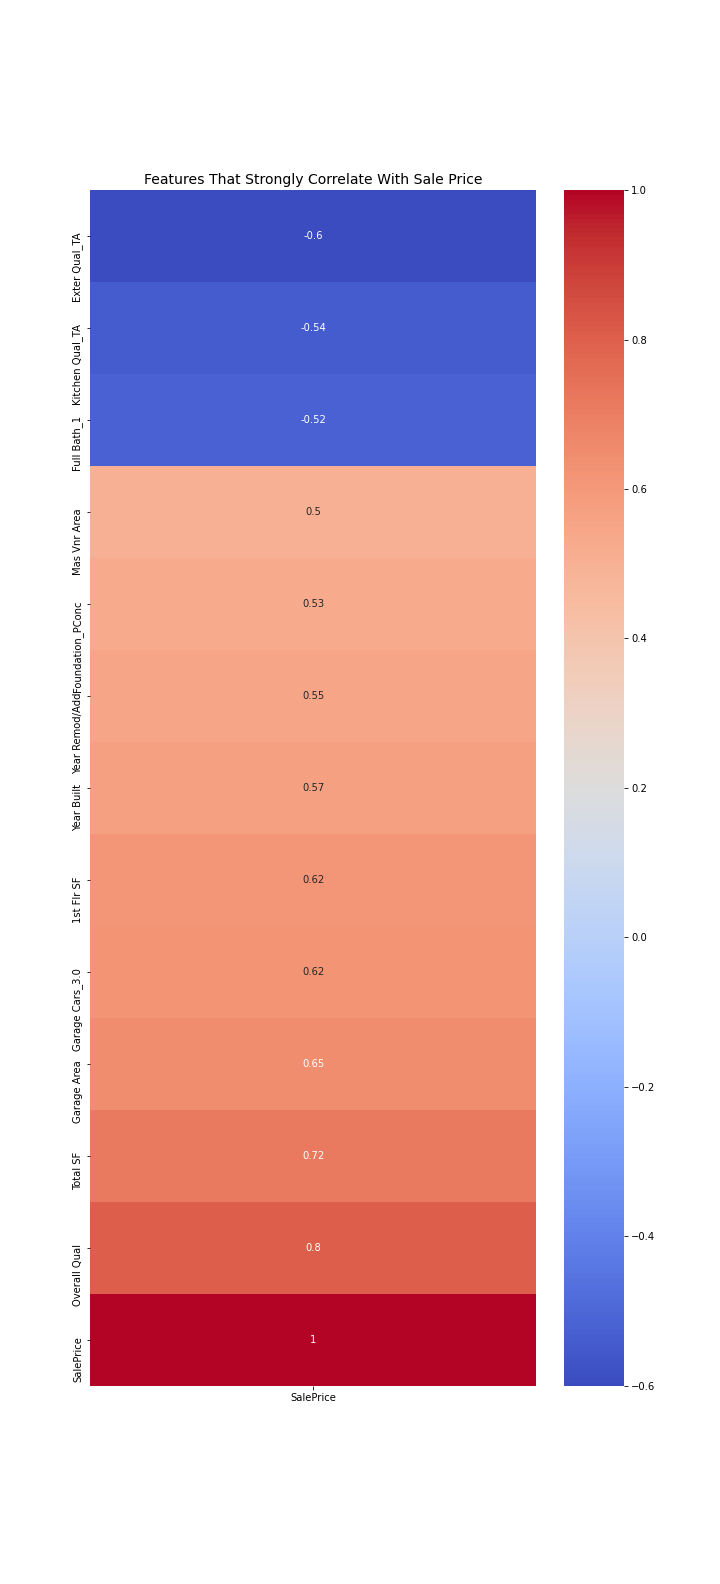 Features That Strongly Correlate With Sale Price
Exter Qual_TA
-0.6
Kitchen Qual_TA
-0.54
Full Bath_1
-0.52
Mas Vnr Area
0.5
Foundation_PConc
0.53
Year Remod/Add
0.55
Year Built
0.57
1st Flr SF
0.62
Garage Cars_3.0
0.62
Garage Area
0.65
Total SF
0.72
Overall Qual
0.8
SalePrice
1
SalePrice
1.0
0.8
0.6
0.4
0.2
0.0
−0.2
−0.4
−0.6